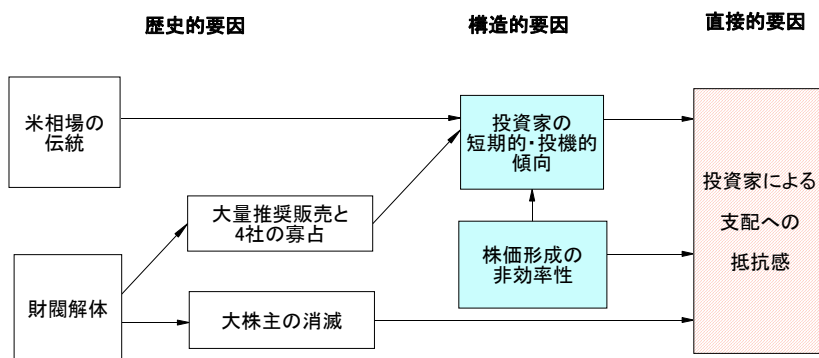 歴史的要因
構造的要因
直接的要因
米相場の
伝統
投資家の
短期的・投機的
傾向
大量推奨販売と
4社の寡占
株価形成の
非効率性
財閥解体
大株主の消滅
投資家による
支配への
抵抗感